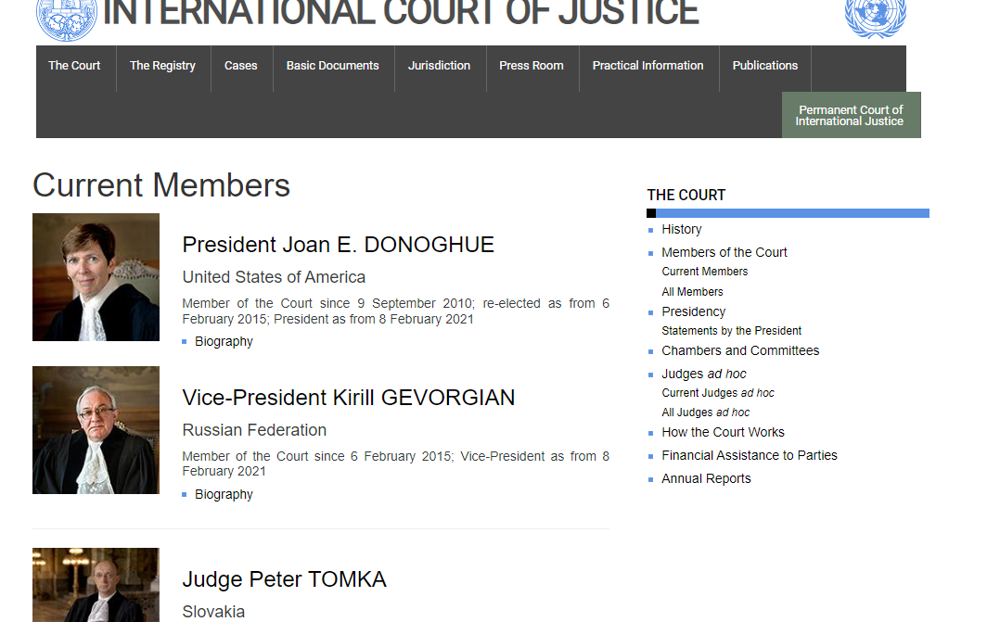 INTERNATIONAL COURT OF JUSTICE
The Court
The Registry
Cases
Basic Documents
Jurisdiction
Press Room
Practical Information
Publications
Permanent Court of
International Justice
Current Members
President Joan E. DONOGHUE
United States of America
Member of the Court since 9 September 2010; re-elected as from 6
February 2015; President as from 8 February 2021
Biography
Vice-President Kirill GEVORGIAN
Russian Federation
Member of the Court since 6 February 2015; Vice-President as from 8
February 2021
Biography
Judge Peter TOMKA
Slovakia
THE COURT
History
Members of the Court
Current Members
All Members
Presidency
Statements by the President
Chambers and Committees
Judges ad hoc
Current Judges ad hoc
All Judges ad hoc
How the Court Works
Financial Assistance to Parties
Annual Reports